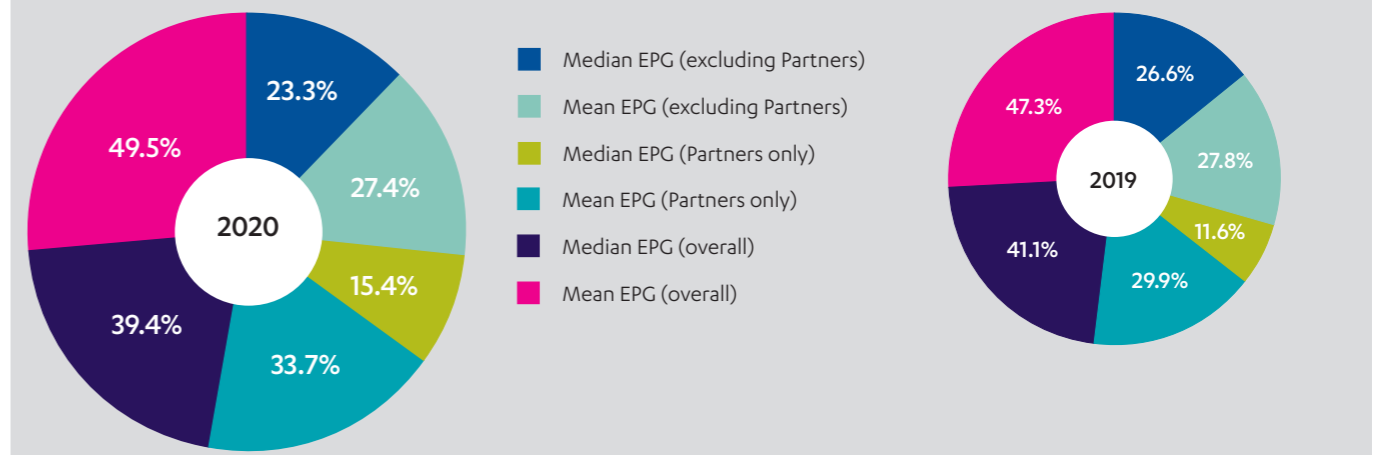 23.3%
27.4%
15.4%
33.7%
39.4%
49.5%
2020
Median EPG (excluding Partners)
Mean EPG (excluding Partners)
Median EPG (Partners only)
Mean EPG (Partners only)
Median EPG (overall)
Mean EPG (overall)
26.6%
27.8%
11.6%
29.9%
41.1%
47.3%
2019